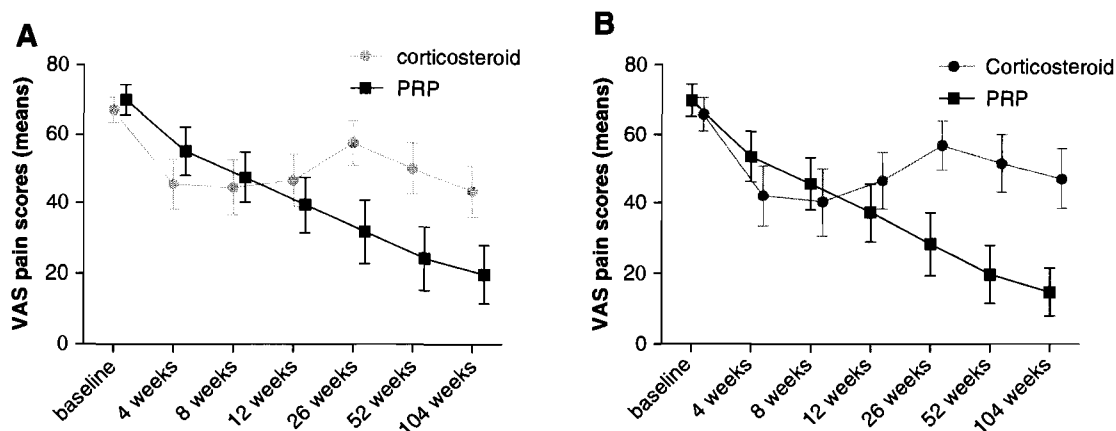 A
corticosteroid
PRP
VAS pain scores (means)
80
60
40
20
0
baseline
4 weeks
8 weeks
12 weeks
26 weeks
52 weeks
104 weeks
B
Corticosteroid
PRP
VAS pain scores (means)
80
60
40
20
0
baseline
4 weeks
8 weeks
12 weeks
26 weeks
52 weeks
104 weeks